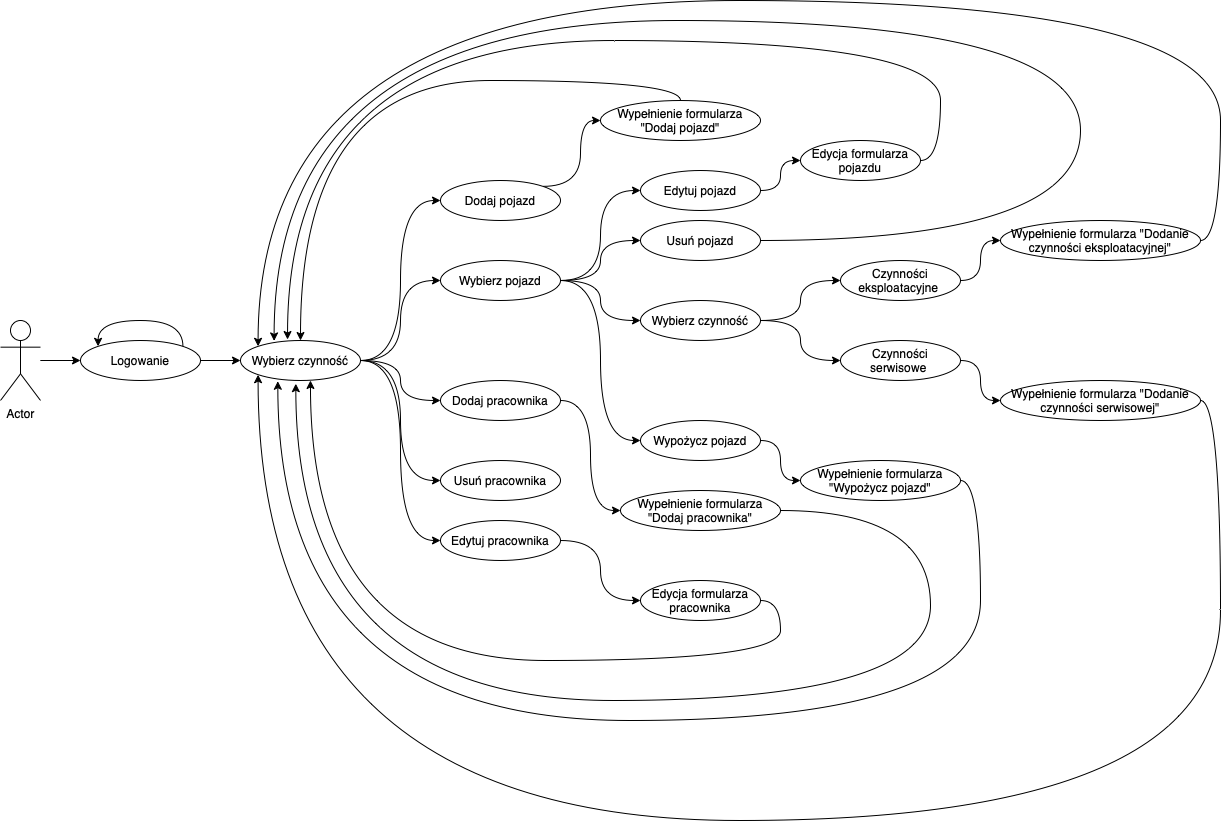 Wypełnienie formularza
"Dodaj pojazd"
Edycja formularza
pojazdu
Dodaj pojazd
Edytuj pojazd
Usuń pojazd
Wypełnienie formularza "Dodanie
czynności eksploatacyjnej"
Wybierz pojazd
Czynności
eksploatacyjne
Wybierz czynność
Actor
Logowanie
Wybierz czynność
Czynności
serwisowe
Wypełnienie formularza "Dodanie
czynności serwisowej"
Dodaj pracownika
Wypożycz pojazd
Usuń pracownika
Wypełnienie formularza
"Wypożycz pojazd"
Wypełnienie formularza
"Dodaj pracownika"
Edytuj pracownika
Edycja formularza
pracownika